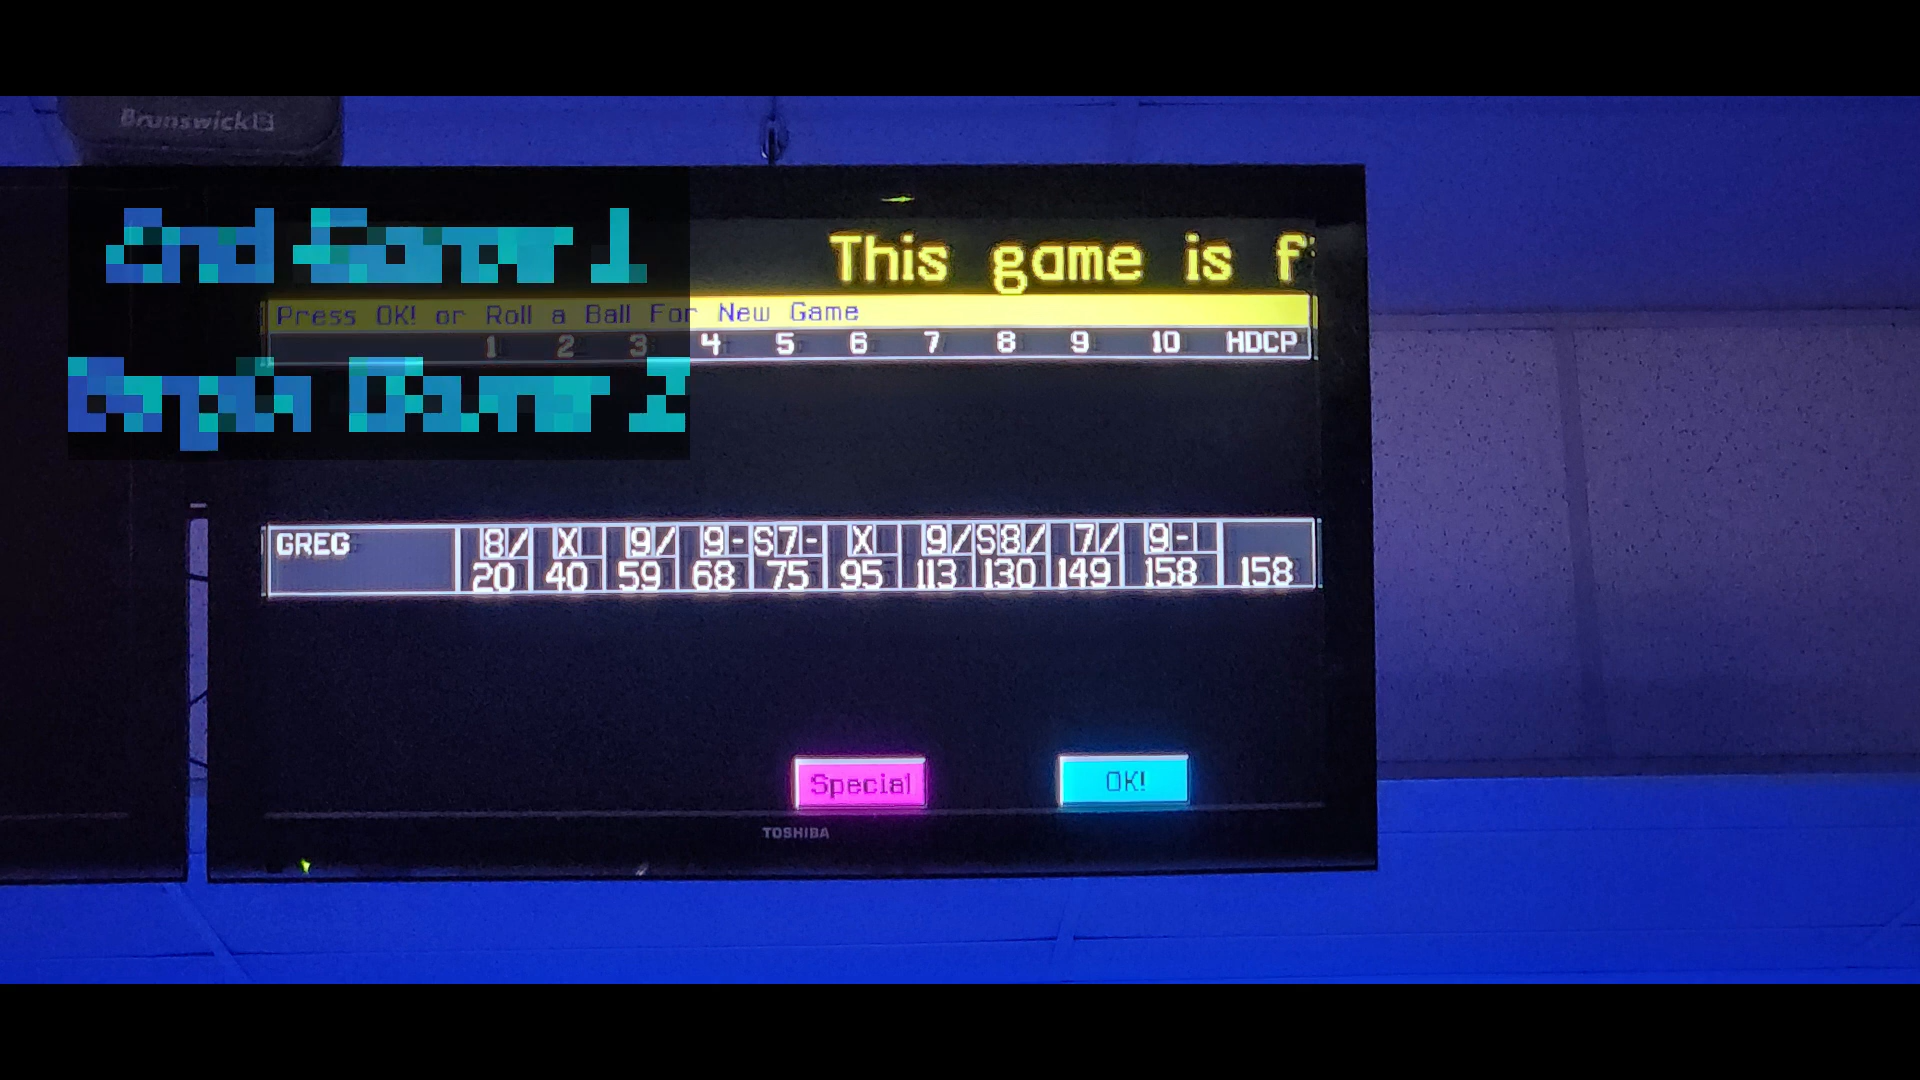 Brunswick
This game is f
Press OK! or Roll a Ball For New Game
1 2 3 4 5 6 7 8 9 10 HDCP
GREG 8/ X 9/ 9- S7- X 9/ S8/ 7/ 9-
20 40 59 68 75 95 113 130 149 158 158
Special OK!
TOSHIBA